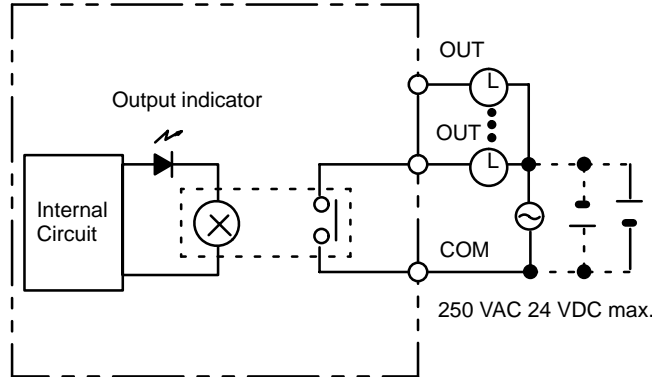 OUT
L
Output indicator
OUT
L
Internal
Circuit
COM
250 VAC 24 VDC max.